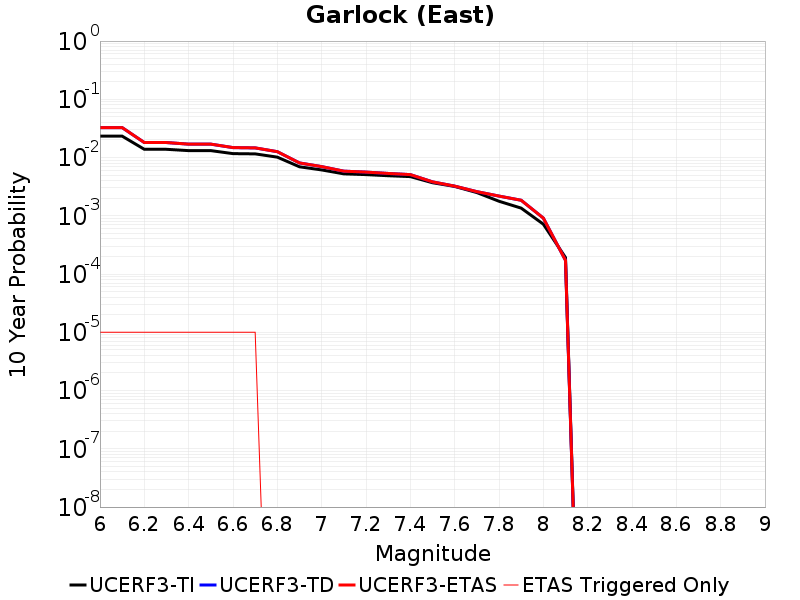 Garlock (East)
10 Year Probability
10^0
10^-1
10^-2
10^-3
10^-4
10^-5
10^-6
10^-7
10^-8
6 6.2 6.4 6.6 6.8 7 7.2 7.4 7.6 7.8 8 8.2 8.4 8.6 8.8 9
Magnitude
UCERF3-TI UCERF3-TD UCERF3-ETAS ETAS Triggered Only